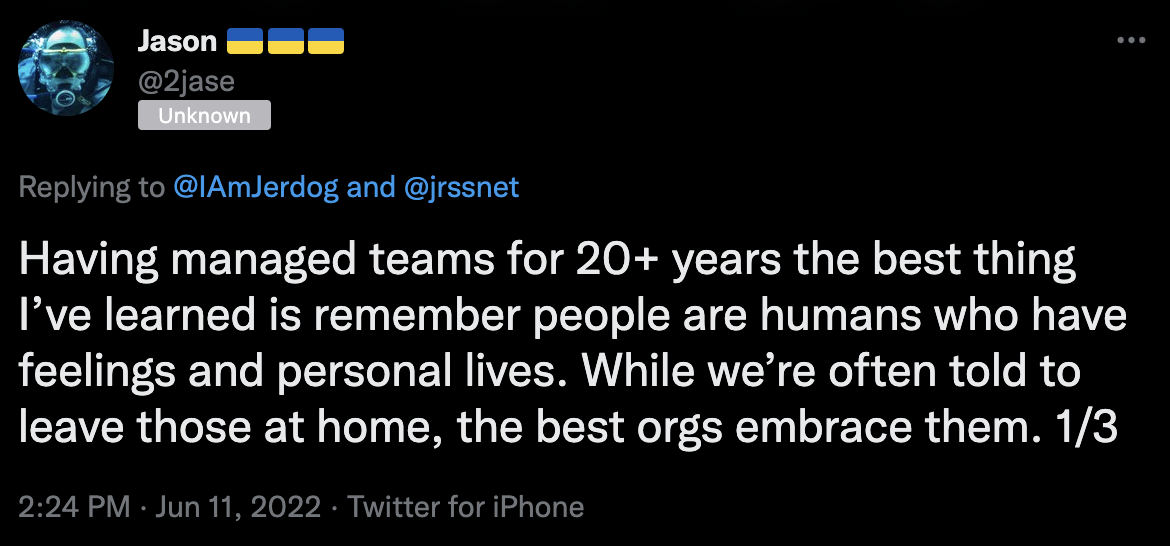 Jason 🇺🇦🇺🇦🇺🇦
@2jase
Unknown
Replying to @IAmJerdog and @jrssnet
Having managed teams for 20+ years the best thing
I’ve learned is remember people are humans who have
feelings and personal lives. While we’re often told to
leave those at home, the best orgs embrace them. 1/3
2:24 PM · Jun 11, 2022 · Twitter for iPhone